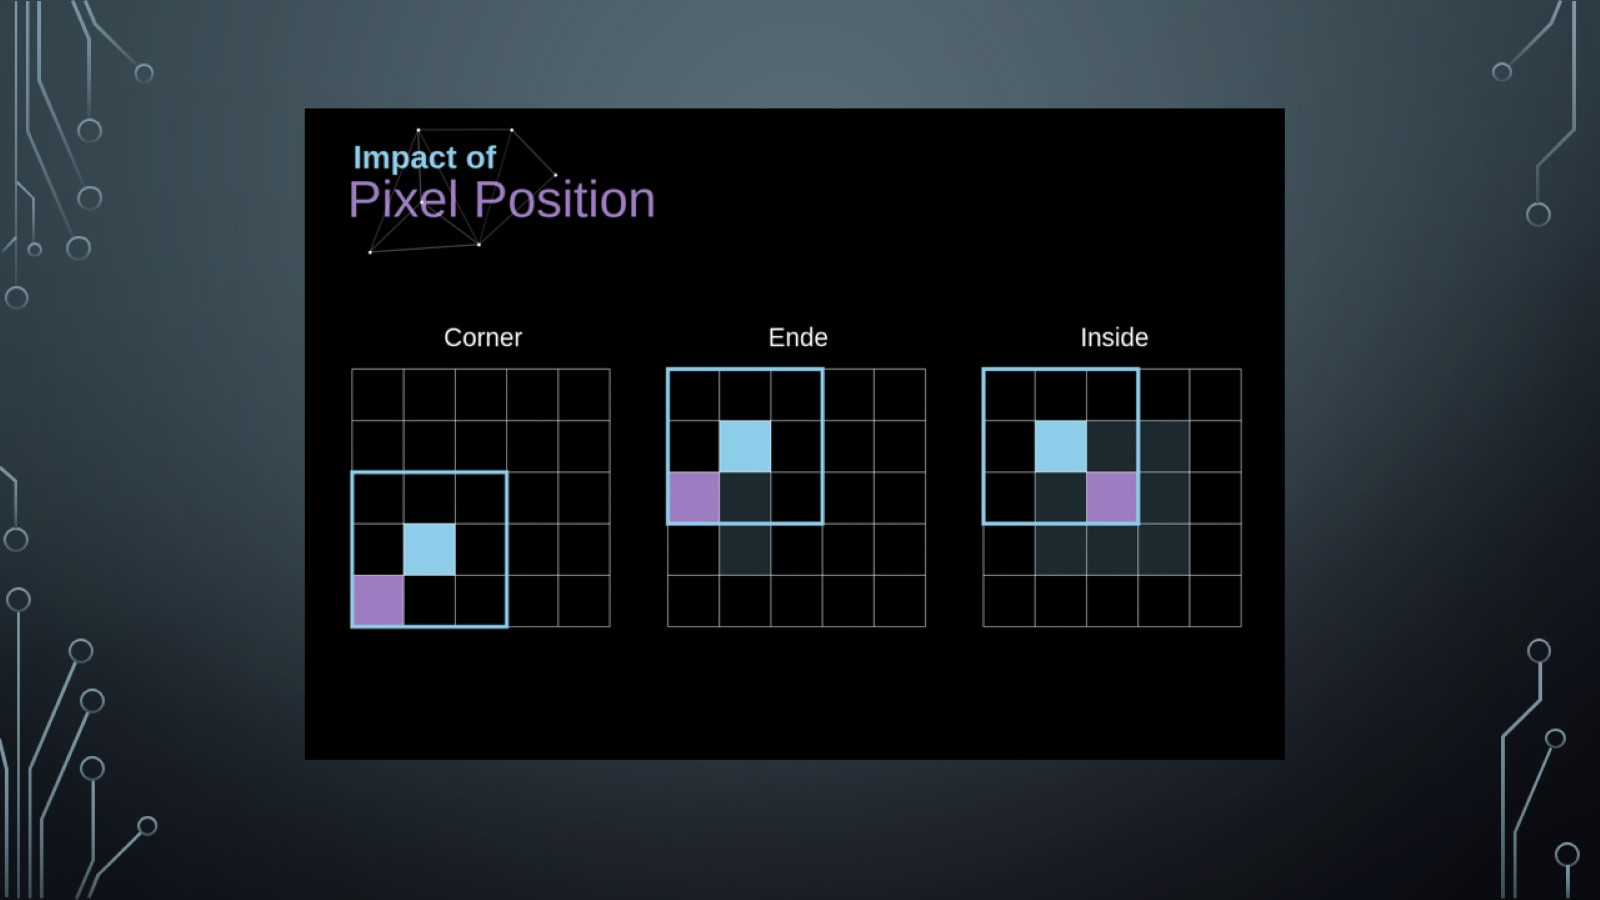 Impact of
Pixel Position
Corner
Ende
Inside